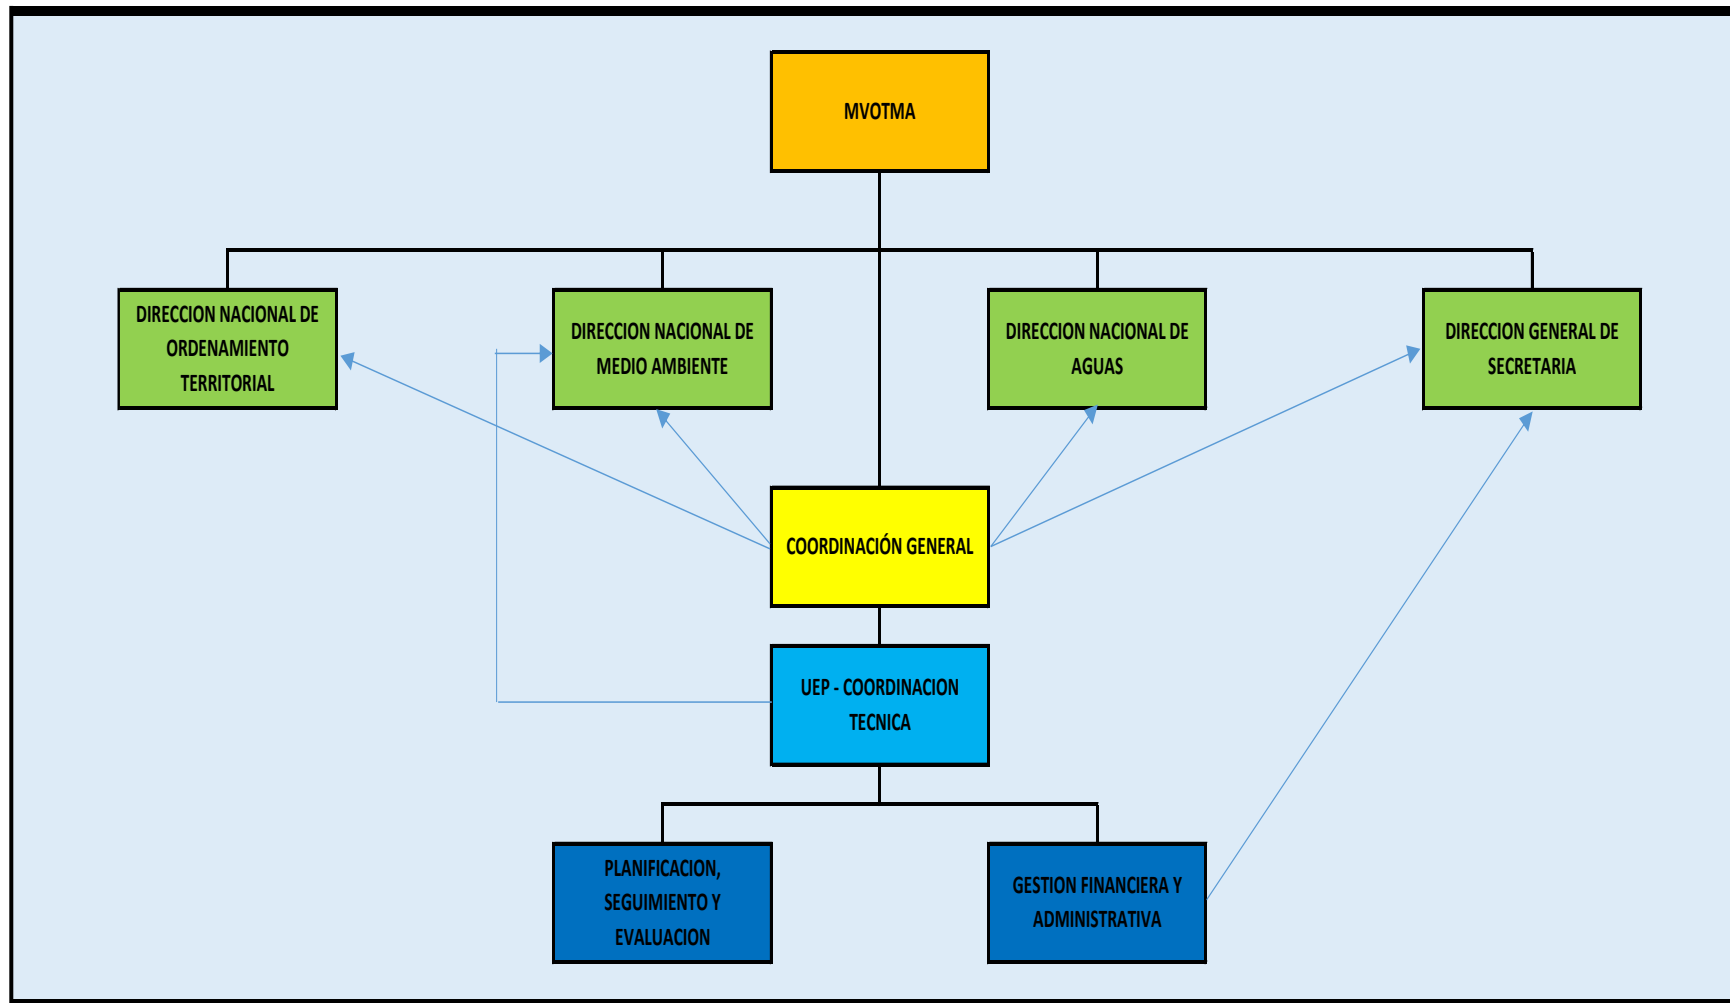 MVOTMA
DIRECCION NACIONAL DE
ORDENAMIENTO
TERRITORIAL
DIRECCION NACIONAL DE
MEDIO AMBIENTE
DIRECCION NACIONAL DE
AGUAS
DIRECCION GENERAL DE
SECRETARIA
COORDINACIÓN GENERAL
UEP - COORDINACION
TECNICA
PLANIFICACION,
SEGUIMIENTO Y
EVALUACION
GESTION FINANCIERA Y
ADMINISTRATIVA